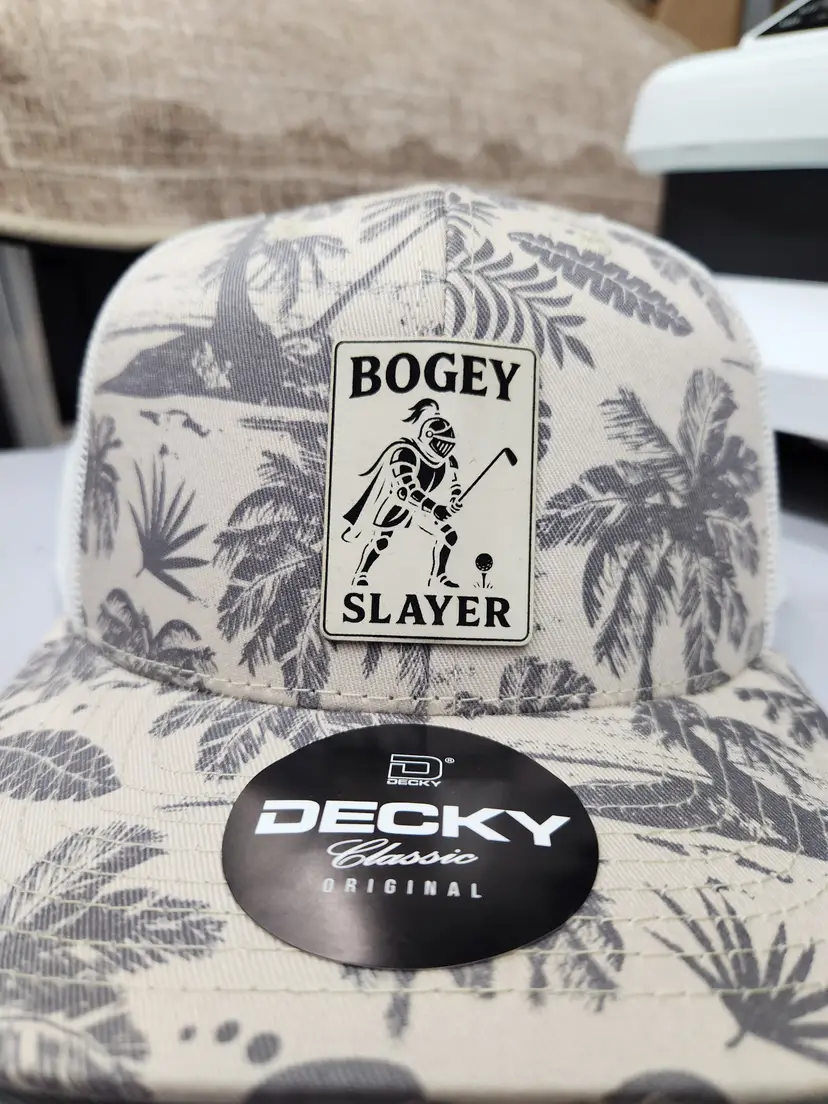 BOGEY
SLAYER
D®
DECKY
DECKY
Classic
ORIGINAL